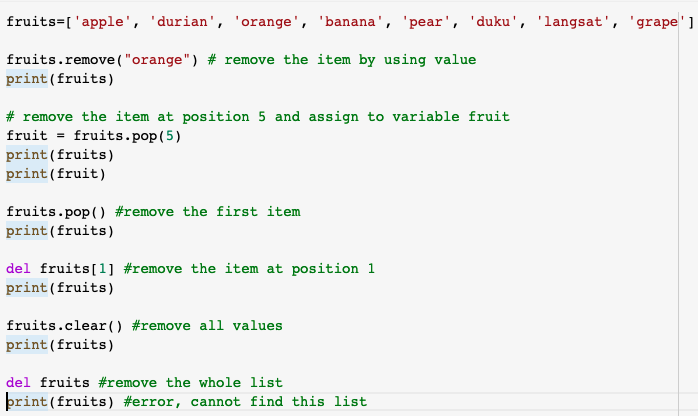 fruits=['apple', 'durian', 'orange', 'banana', 'pear', 'duku', 'langsat', 'grape']
fruits.remove("orange") # remove the item by using value
print(fruits)
# remove the item at position 5 and assign to variable fruit
fruit = fruits.pop(5)
print(fruits)
print(fruit)
fruits.pop() #remove the first item
print(fruits)
del fruits[1] #remove the item at position 1
print(fruits)
fruits.clear() #remove all values
print(fruits)
del fruits #remove the whole list
print(fruits) #error, cannot find this list